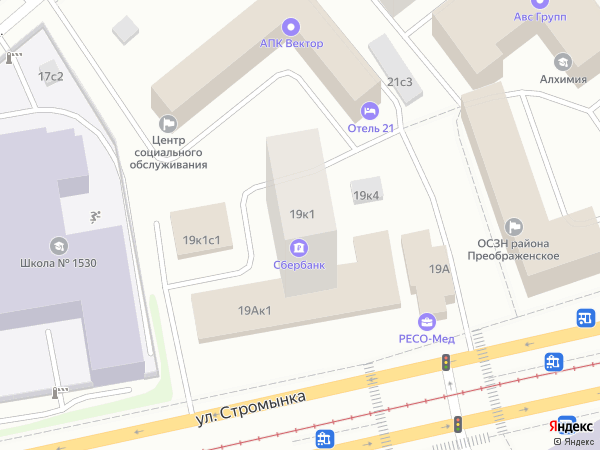 Авс Групп
АПК Вектор
17с2
21с3
Алхимия
Отель 21
Центр
социального
обслуживания
19к4
19к1
ОСЗН района
Преображенское
19к1с1
Школа № 1530
Сбербанк
19А
19Ак1
РЕСО-Мед
ул. Стромынка
Яндекс
© Яндекс